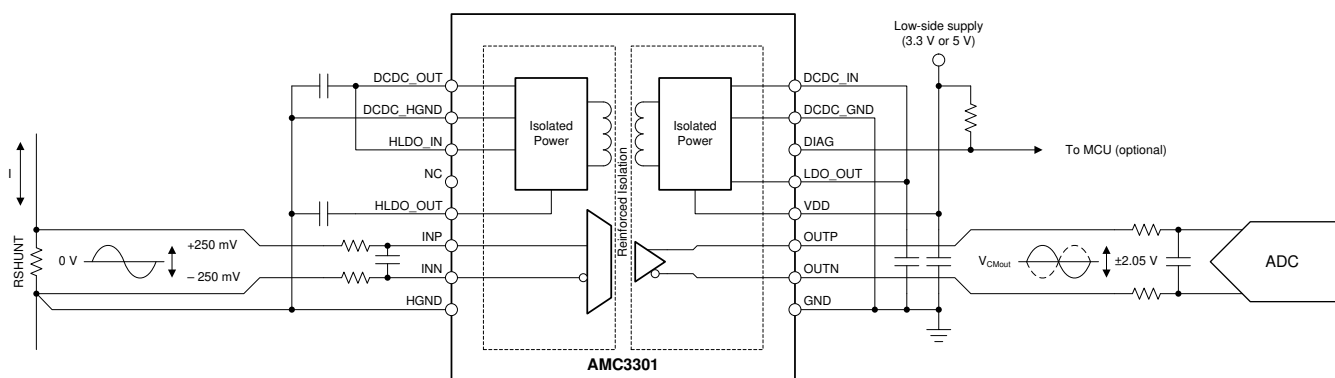 Low-side supply
(3.3 V or 5 V)
DCDC_OUT
DCDC_HGND
HLDO_IN
NC
HLDO_OUT
INP
INN
HGND
Isolated
Power
Reinforced Isolation
Isolated
Power
DCDC_IN
DCDC_GND
DIAG
LDO_OUT
VDD
OUTP
OUTN
GND
To MCU (optional)
I
RSHUNT
0 V
+250 mV
– 250 mV
VCMout
±2.05 V
ADC
AMC3301